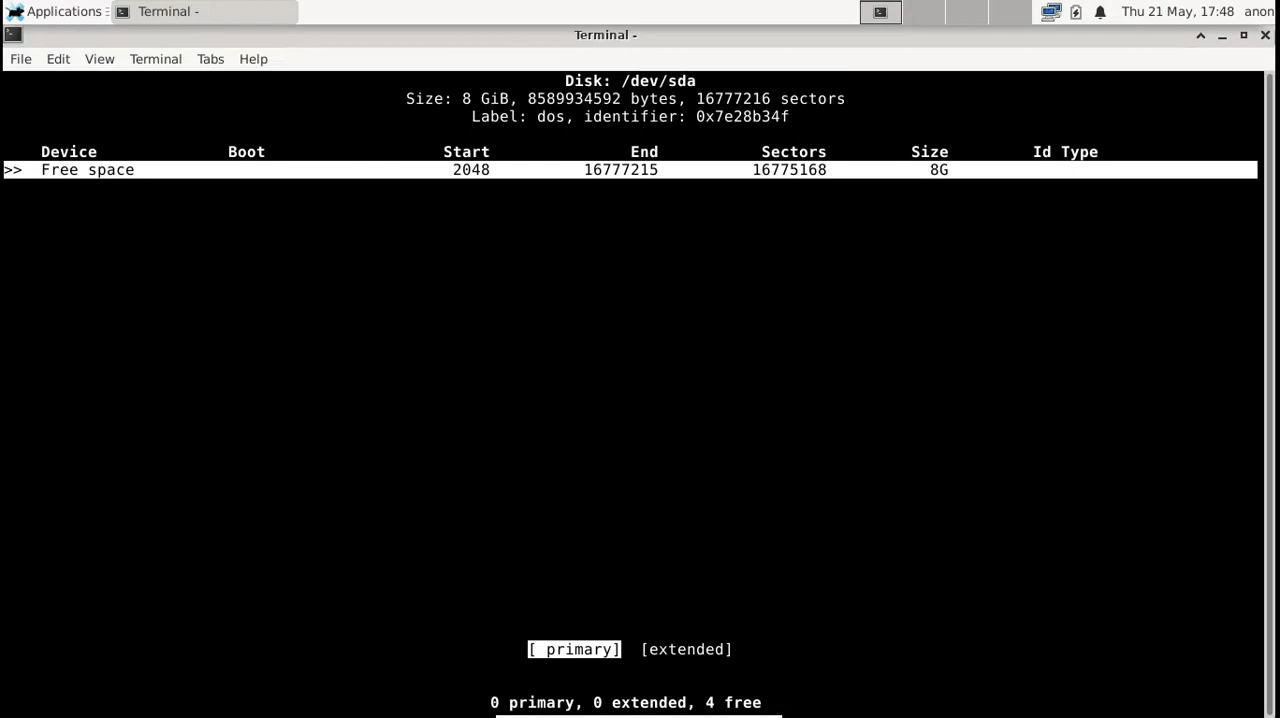 Applications Terminal - Thu 21 May, 17:48 anon
Terminal -
File Edit View Terminal Tabs Help
Disk: /dev/sda
Size: 8 GiB, 8589934592 bytes, 16777216 sectors
Label: dos, identifier: 0x7e28b34f
Device Boot Start End Sectors Size Id Type
>> Free space 2048 16777215 16775168 8G
[ primary] [extended]
0 primary, 0 extended, 4 free